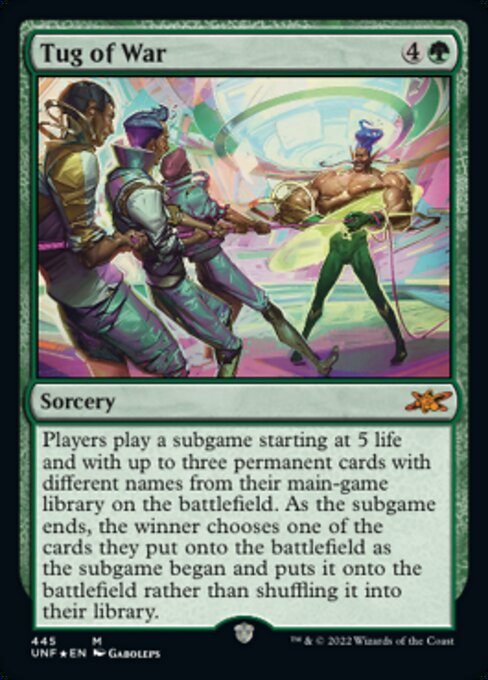 Tug of War 4
Sorcery
Players play a subgame starting at 5 life
and with up to three permanent cards with
different names from their main-game
library on the battlefield. As the subgame
ends, the winner chooses one of the
cards they put onto the battlefield as
the subgame began and puts it onto the
battlefield rather than shuffling it into
their library.
445 M
UNF★EN Gaboleps
™ & © 2022 Wizards of the Coast